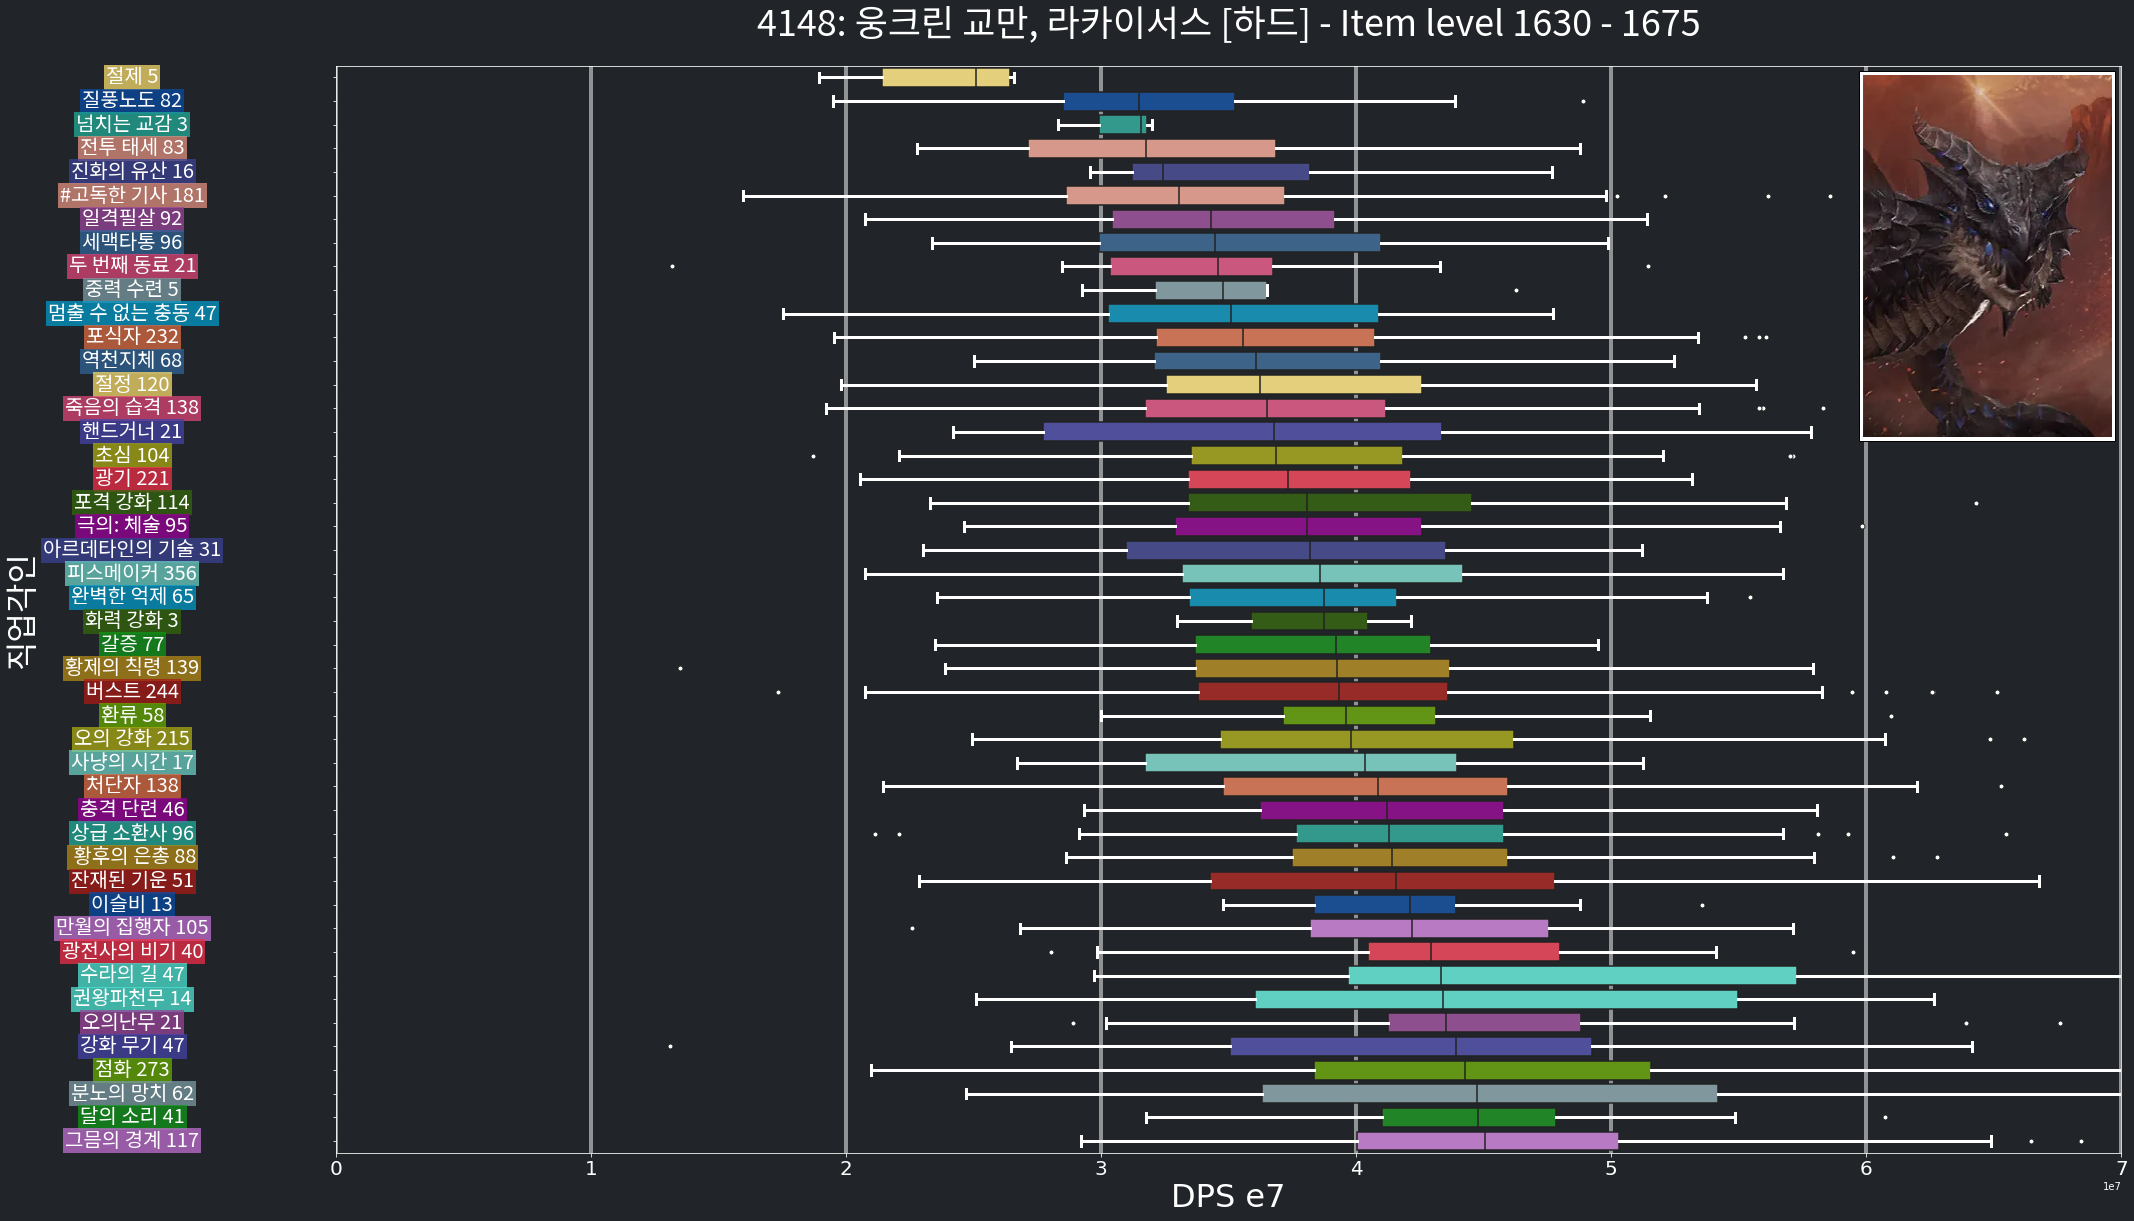 4148: 웅크린 교만, 라카이서스 [하드] - Item level 1630 - 1675
직업각인
절제 5
질풍노도 82
넘치는 교감 3
전투 태세 83
진화의 유산 16
#고독한 기사 181
일격필살 92
세맥타통 96
두 번째 동료 21
중력 수련 5
멈출 수 없는 충동 47
포식자 232
역천지체 68
절정 120
죽음의 습격 138
핸드거너 21
초심 104
광기 221
포격 강화 114
극의: 체술 95
아르데타인의 기술 31
피스메이커 356
완벽한 억제 65
화력 강화 3
갈증 77
황제의 칙령 139
버스트 244
환류 58
오의 강화 215
사냥의 시간 17
처단자 138
충격 단련 46
상급 소환사 96
황후의 은총 88
잔재된 기운 51
이슬비 13
만월의 집행자 105
광전사의 비기 40
수라의 길 47
권왕파천무 14
오의난무 21
강화 무기 47
점화 273
분노의 망치 62
달의 소리 41
그믐의 경계 117
0 1 2 3 4 5 6 7
DPS e7
1e7